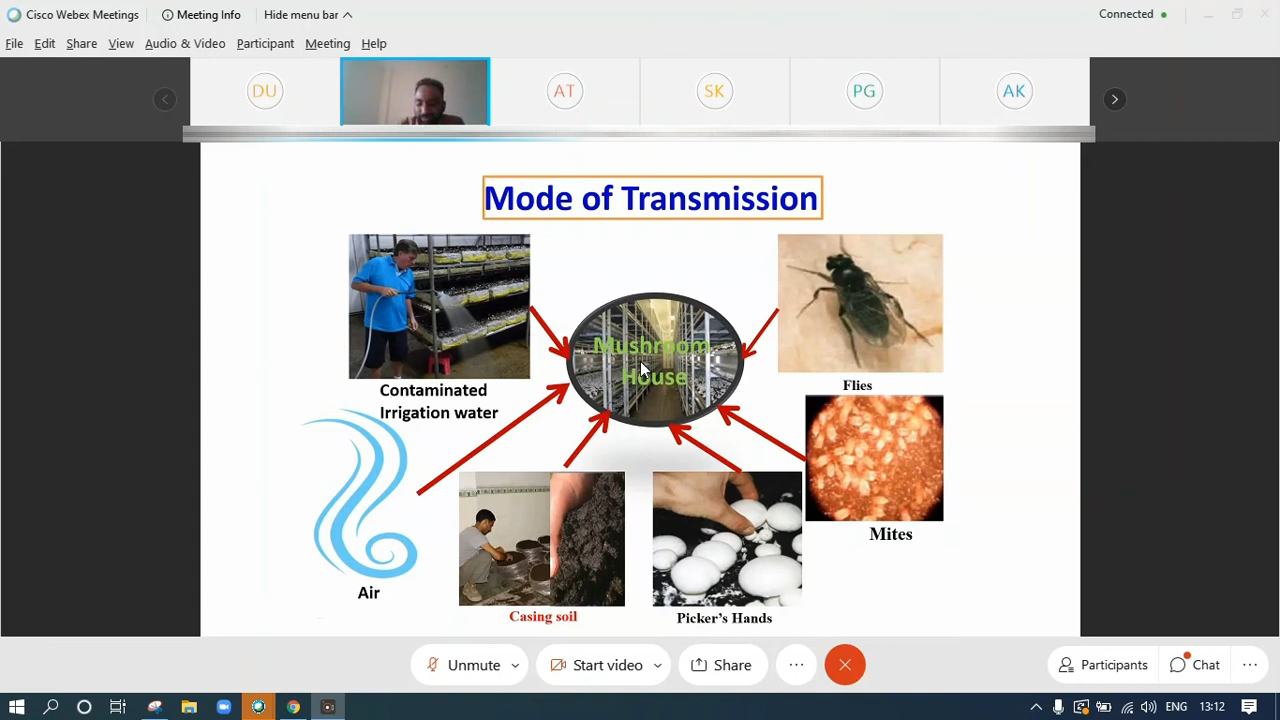 Cisco Webex Meetings
Meeting Info
Hide menu bar
Connected
File Edit Share View Audio & Video Participant Meeting Help
DU
AT
SK
PG
AK
Mode of Transmission
Mushroom
House
Contaminated
Irrigation water
Flies
Mites
Air
Casing soil
Picker's Hands
Unmute
Start video
Share
Participants
Chat
ENG
13:12